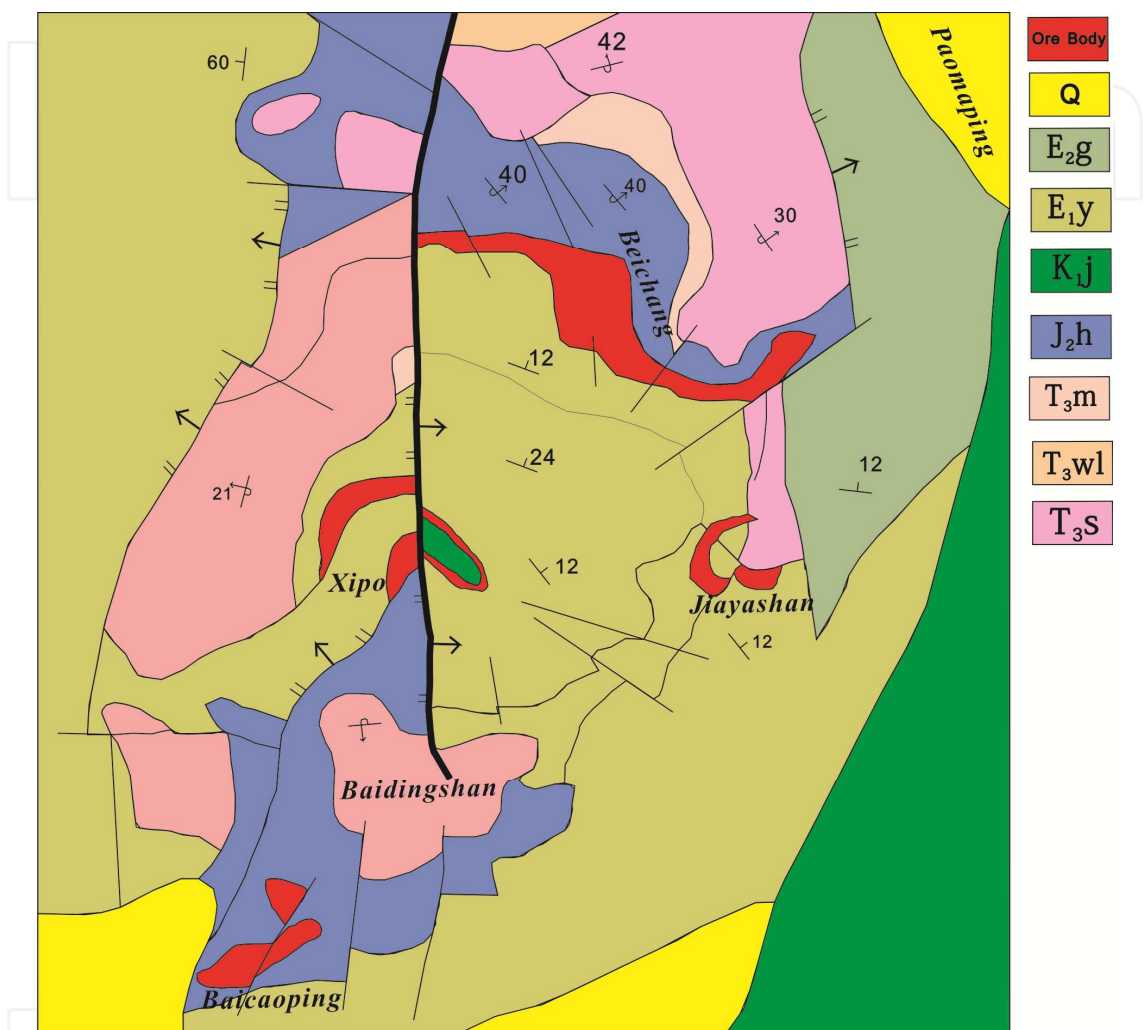 42
60
Paomaping
40
40
30
Beichang
12
24
12
21
12
Xipo
Jiayashan
12
Baidingshan
Baicaoping
Ore Body
Q
E₂g
E₁y
K₁j
J₂h
T₃m
T₃wl
T₃s